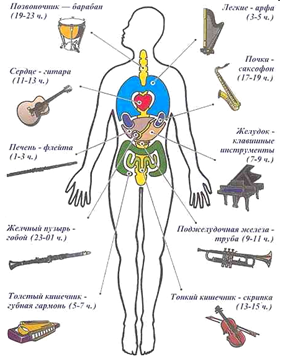 Позвоночник — барабан
(19-23 ч.)
Легкие - арфа
(3-5 ч.)
Сердце - гитара
(11-13 ч.)
Почки -
саксофон
(17-19 ч.)
Печень - флейта
(1-3 ч.)
Желудок -
клавишные
инструменты
(7-9 ч.)
Желчный пузырь -
гобой (23-01 ч.)
Поджелудочная железа -
труба (9-11 ч.)
Толстый кишечник -
губная гармонь (5-7 ч.)
Тонкий кишечник - скрипка
(13-15 ч.)